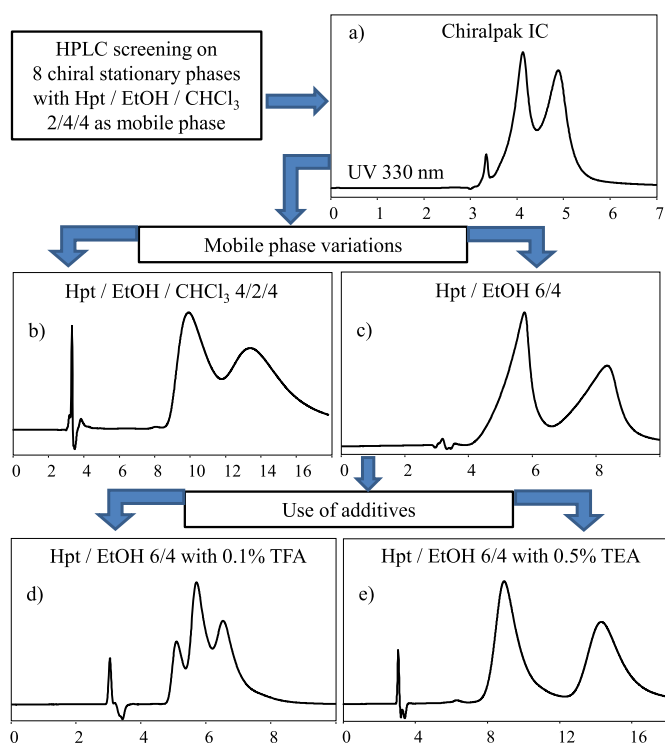 HPLC screening on
8 chiral stationary phases
with Hpt / EtOH / CHCl₃
2/4/4 as mobile phase
a)
Chiralpak IC
UV 330 nm
0 1 2 3 4 5 6 7
Mobile phase variations
Hpt / EtOH / CHCl₃ 4/2/4
b)
0 2 4 6 8 10 12 14 16
Hpt / EtOH 6/4
c)
0 2 4 6 8
Use of additives
Hpt / EtOH 6/4 with 0.1% TFA
d)
0 2 4 6 8
Hpt / EtOH 6/4 with 0.5% TEA
e)
0 4 8 12 16